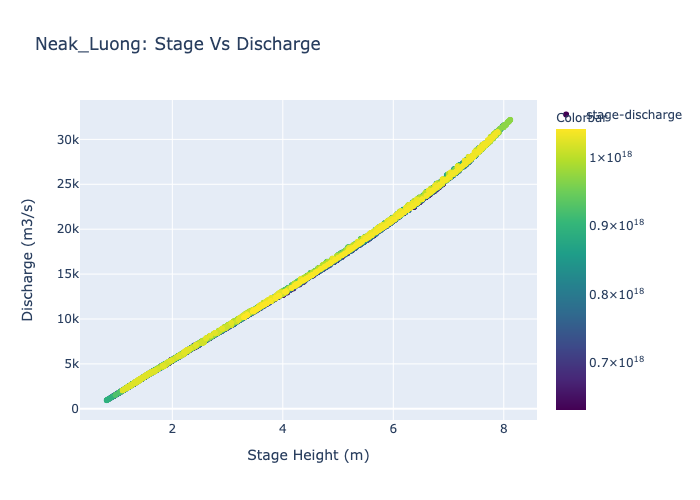 Neak_Luong: Stage Vs Discharge
Colorbar
stage-discharge
30k
25k
20k
15k
10k
5k
0
Discharge (m3/s)
2
4
6
8
Stage Height (m)
1×10¹⁸
0.9×10¹⁸
0.8×10¹⁸
0.7×10¹⁸